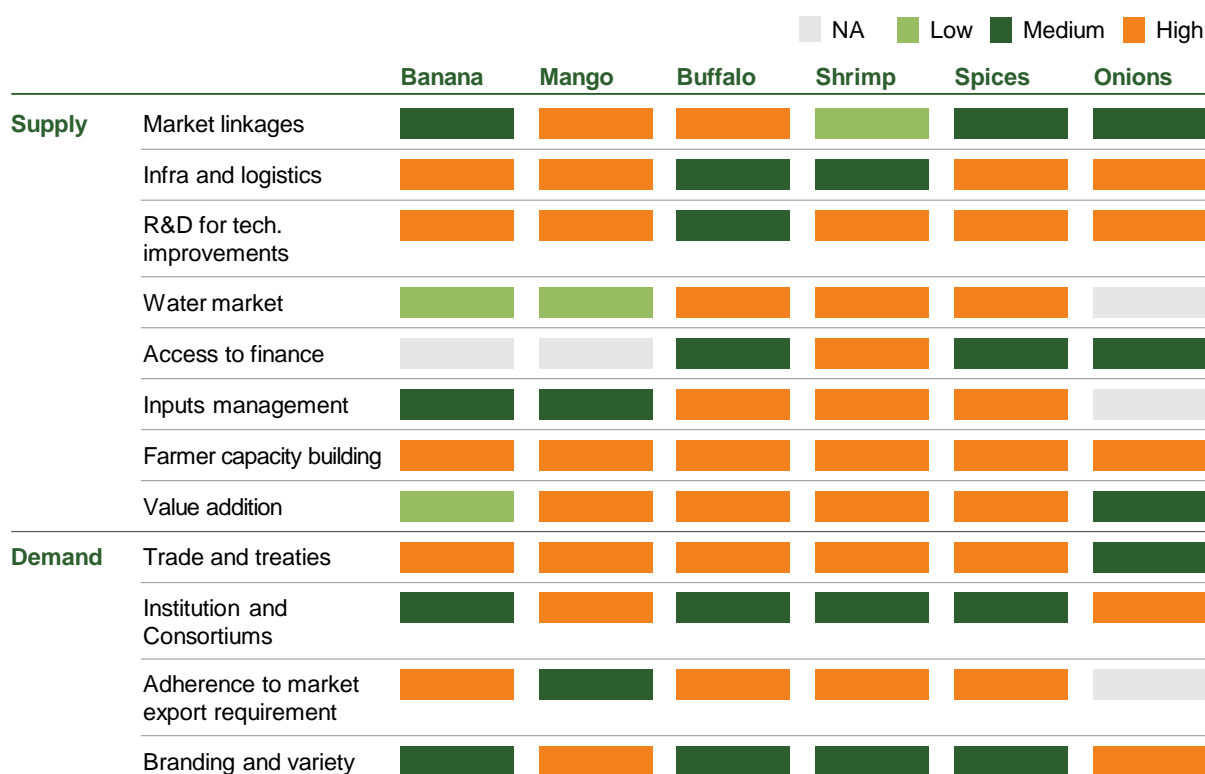 NA Low Medium High
Banana Mango Buffalo Shrimp Spices Onions
Supply Market linkages
Infra and logistics
R&D for tech.
improvements
Water market
Access to finance
Inputs management
Farmer capacity building
Value addition
Demand Trade and treaties
Institution and
Consortiums
Adherence to market
export requirement
Branding and variety